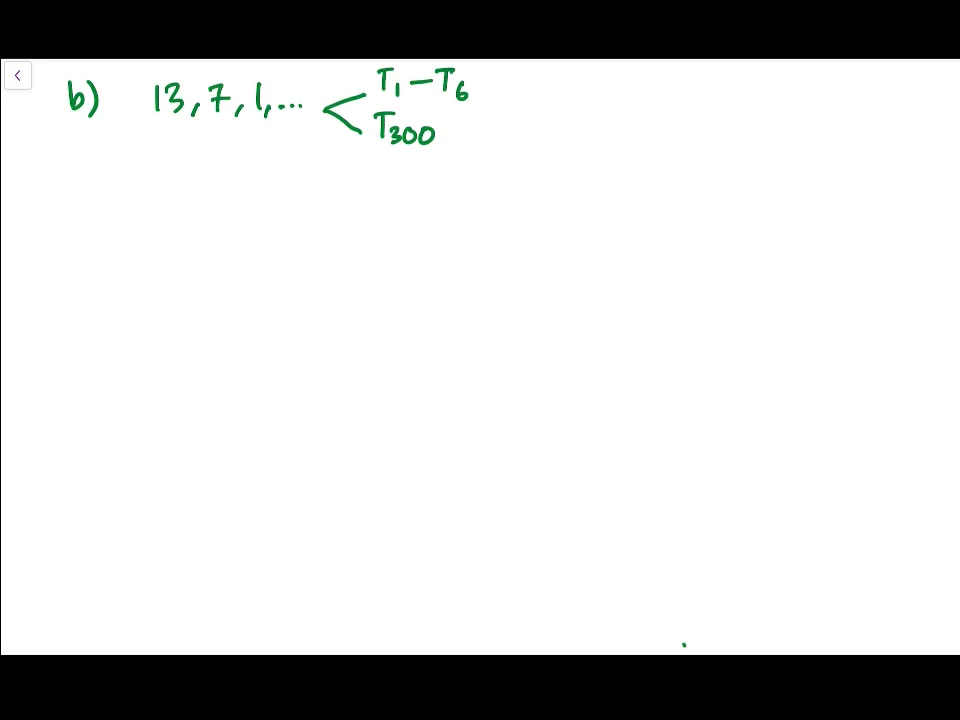 b) 13, 7, 1, ... < T₁ – T₆
T₃₀₀